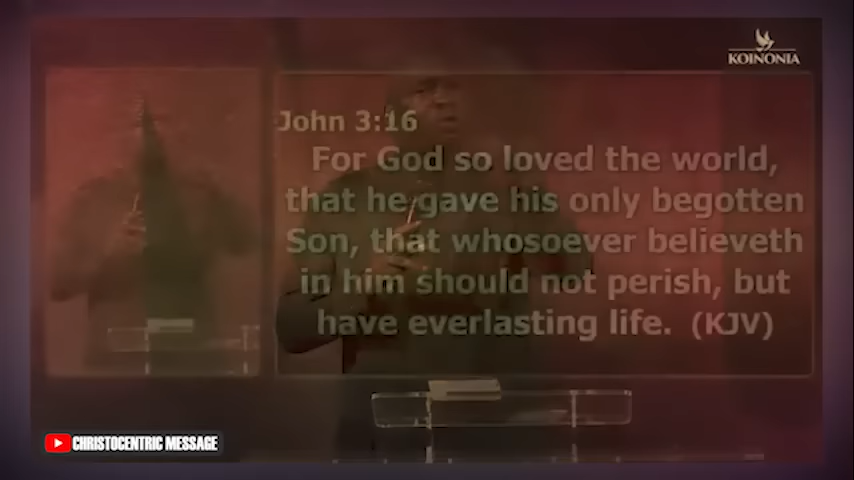 KOINONIA
John 3:16
For God so loved the world,
that he gave his only begotten
Son, that whosoever believeth
in him should not perish, but
have everlasting life. (KJV)
CHRISTOCENTRIC MESSAGE